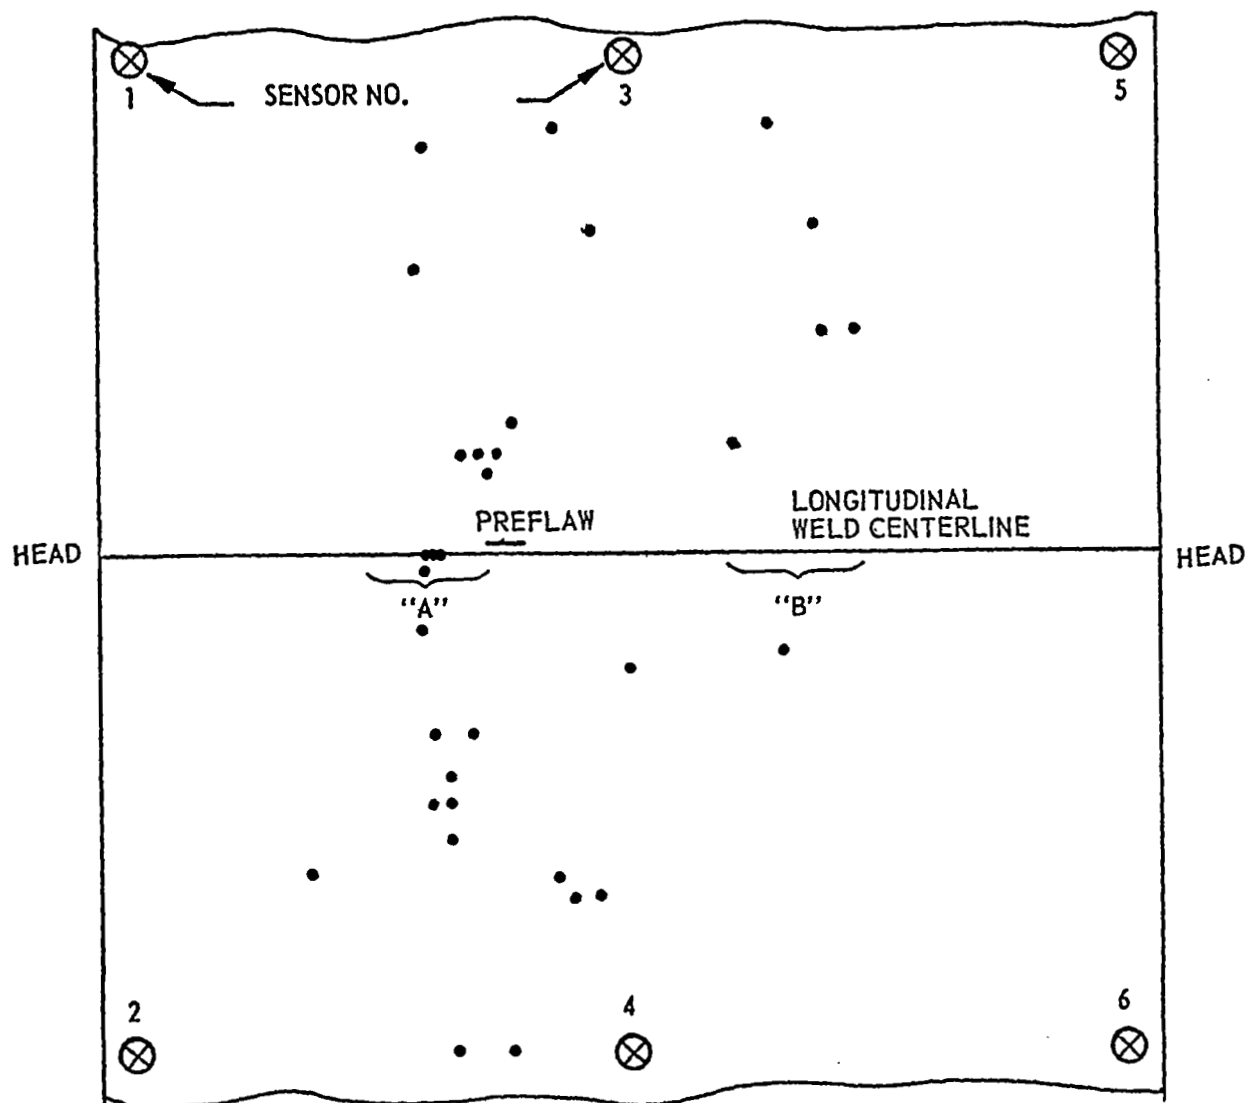 1
SENSOR NO.
3
5
PREFLAW
LONGITUDINAL
WELD CENTERLINE
HEAD
HEAD
"A"
"B"
2
4
6